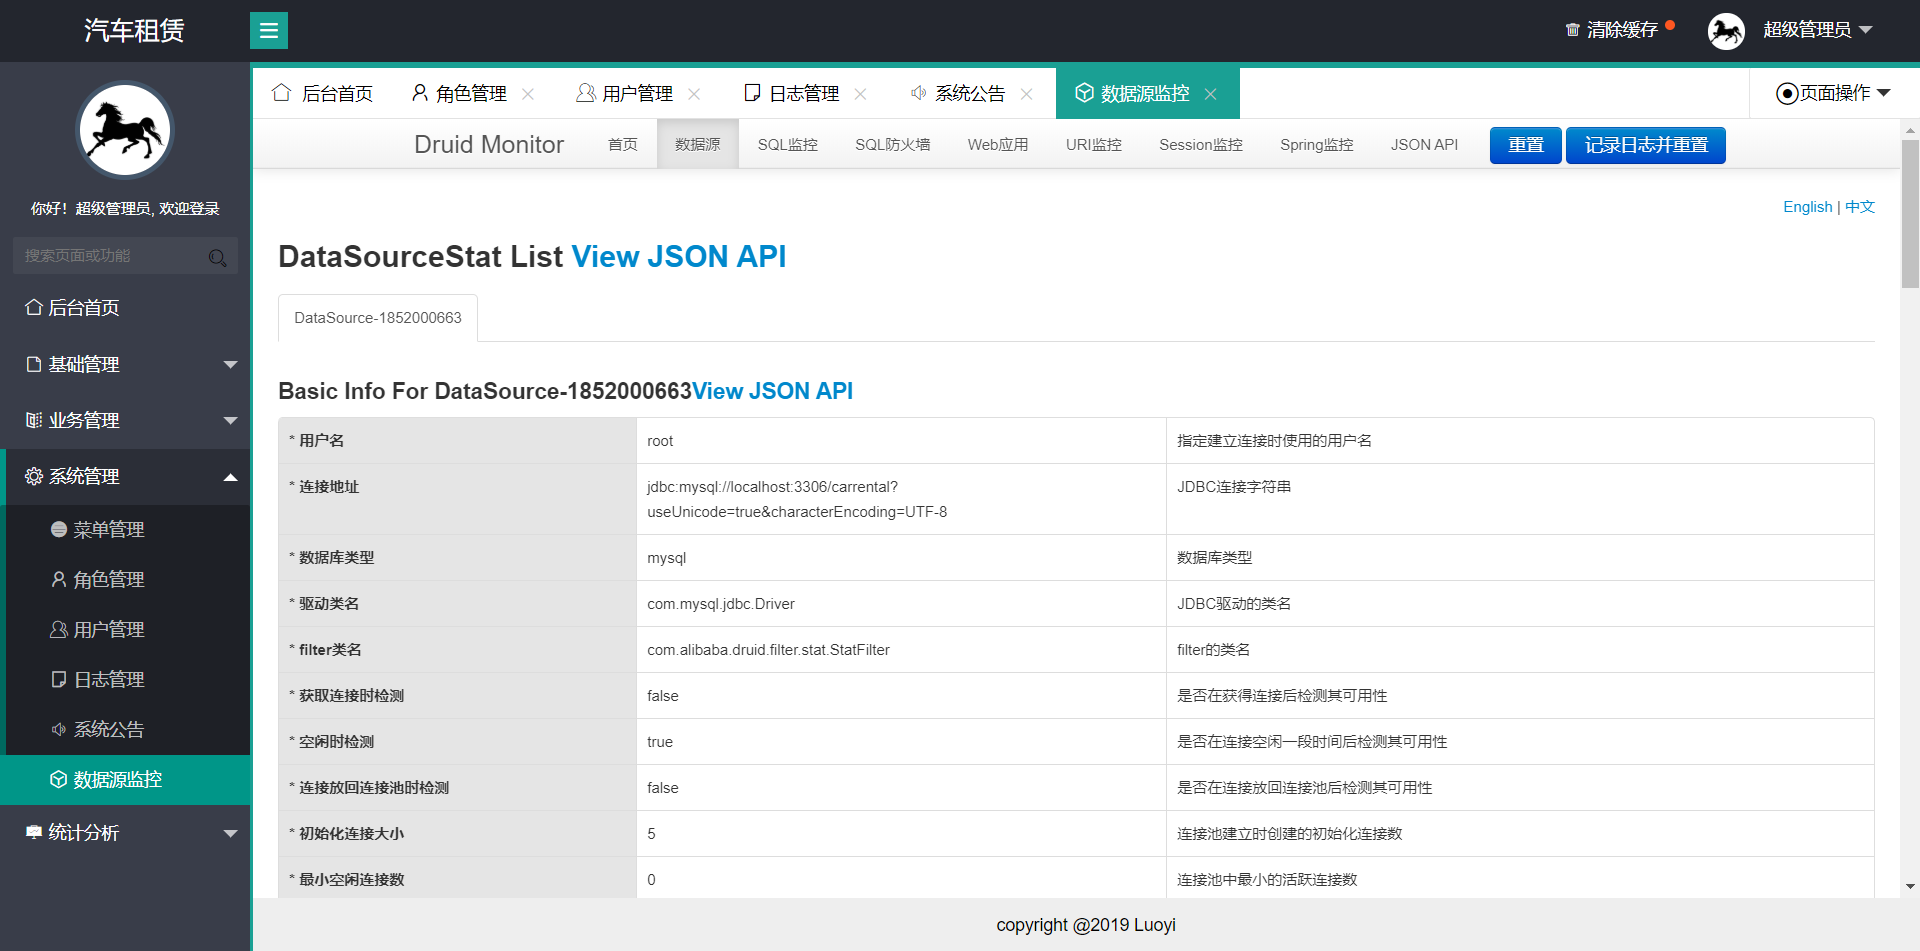 汽车租赁
清除缓存
超级管理员
你好！超级管理员, 欢迎登录
搜索页面或功能
后台首页
基础管理
业务管理
系统管理
菜单管理
角色管理
用户管理
日志管理
系统公告
数据源监控
统计分析
后台首页 角色管理 用户管理 日志管理 系统公告 数据源监控 页面操作
Druid Monitor 首页 数据源 SQL监控 SQL防火墙 Web应用 URI监控 Session监控 Spring监控 JSON API 重置 记录日志并重置
English | 中文
DataSourceStat List View JSON API
DataSource-1852000663
Basic Info For DataSource-1852000663View JSON API
* 用户名 root 指定建立连接时使用的用户名
* 连接地址 jdbc:mysql://localhost:3306/carrental? JDBC连接字符串
useUnicode=true&characterEncoding=UTF-8
* 数据库类型 mysql 数据库类型
* 驱动类名 com.mysql.jdbc.Driver JDBC驱动的类名
* filter类名 com.alibaba.druid.filter.stat.StatFilter filter的类名
* 获取连接时检测 false 是否在获得连接后检测其可用性
* 空闲时检测 true 是否在连接空闲一段时间后检测其可用性
* 连接放回连接池时检测 false 是否在连接放回连接池后检测其可用性
* 初始化连接大小 5 连接池建立时创建的初始化连接数
* 最小空闲连接数 0 连接池中最小的活跃连接数
copyright @2019 Luoyi